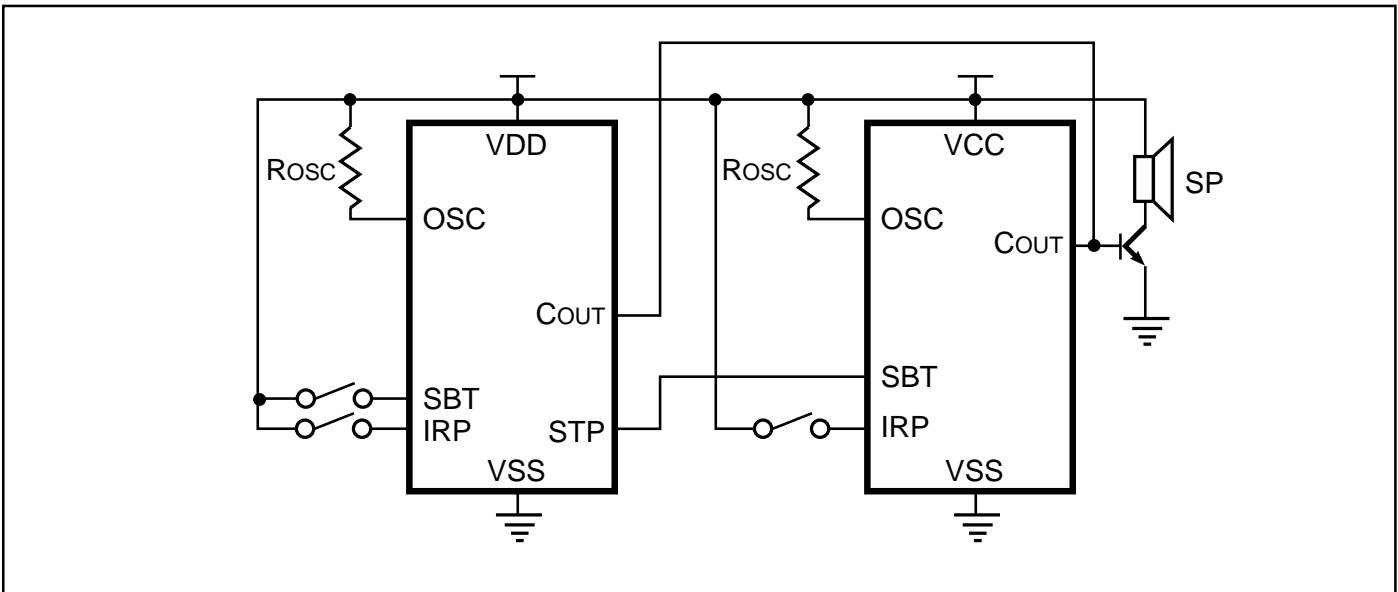 VDD
ROSC
OSC
COUT
SBT
IRP
STP
VSS
VCC
ROSC
OSC
COUT
SBT
IRP
VSS
SP